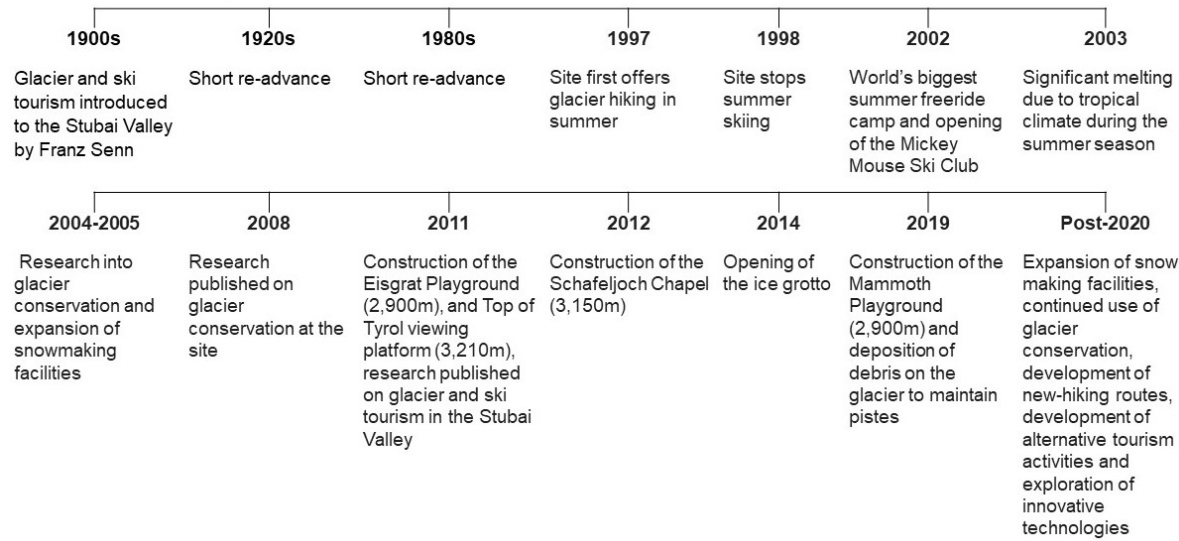 1900s
Glacier and ski
tourism introduced
to the Stubai Valley
by Franz Senn
1920s
Short re-advance
1980s
Short re-advance
1997
Site first offers
glacier hiking in
summer
1998
Site stops
summer
skiing
2002
World's biggest
summer freeride
camp and opening
of the Mickey
Mouse Ski Club
2003
Significant melting
due to tropical
climate during the
summer season
2004-2005
Research into
glacier
conservation and
expansion of
snowmaking
facilities
2008
Research
published on
glacier
conservation at the
site
2011
Construction of the
Eisgrat Playground
(2,900m), and Top of
Tyrol viewing
platform (3,210m),
research published
on glacier and ski
tourism in the Stubai
Valley
2012
Construction of the
Schafeljoch Chapel
(3,150m)
2014
Opening of
the ice grotto
2019
Construction of the
Mammoth
Playground
(2,900m) and
deposition of
debris on the
glacier to maintain
pistes
Post-2020
Expansion of snow
making facilities,
continued use of
glacier
conservation,
development of
new-hiking routes,
development of
alternative tourism
activities and
exploration of
innovative
technologies